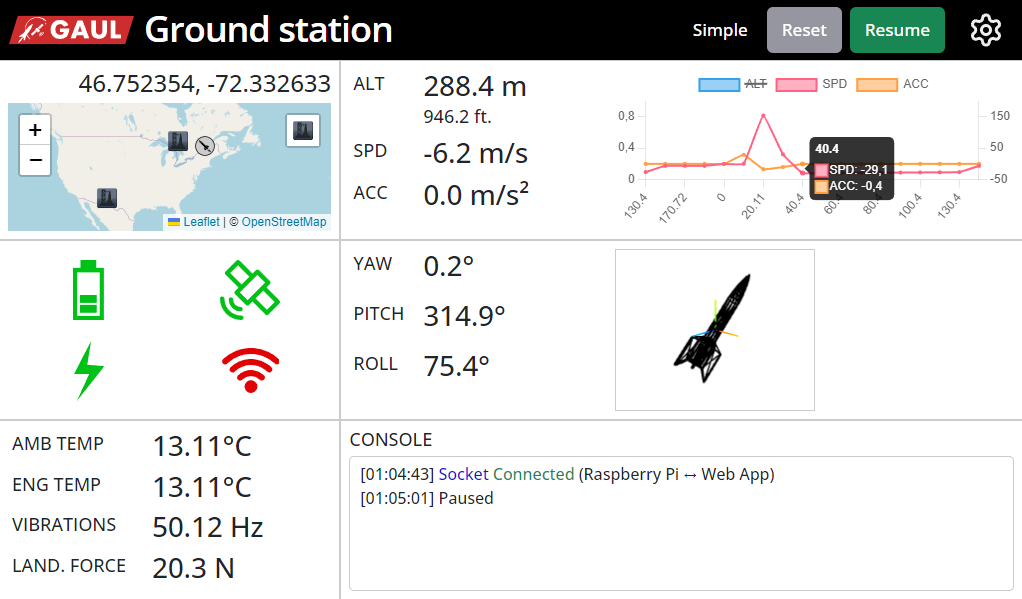 GAUL Ground station Simple Reset Resume
46.752354, -72.332633
+
−
Leaflet | © OpenStreetMap
ALT 288.4 m
946.2 ft.
SPD -6.2 m/s
ACC 0.0 m/s²
ALT SPD ACC
0,8 150
0,4 50
0 -50
40.4
SPD: -29,1
ACC: -0,4
130.4 170.72 0 20.11 40.4 60.4 80.4 100.4 130.4
YAW 0.2°
PITCH 314.9°
ROLL 75.4°
AMB TEMP 13.11°C
ENG TEMP 13.11°C
VIBRATIONS 50.12 Hz
LAND. FORCE 20.3 N
CONSOLE
[01:04:43] Socket Connected (Raspberry Pi ↔ Web App)
[01:05:01] Paused